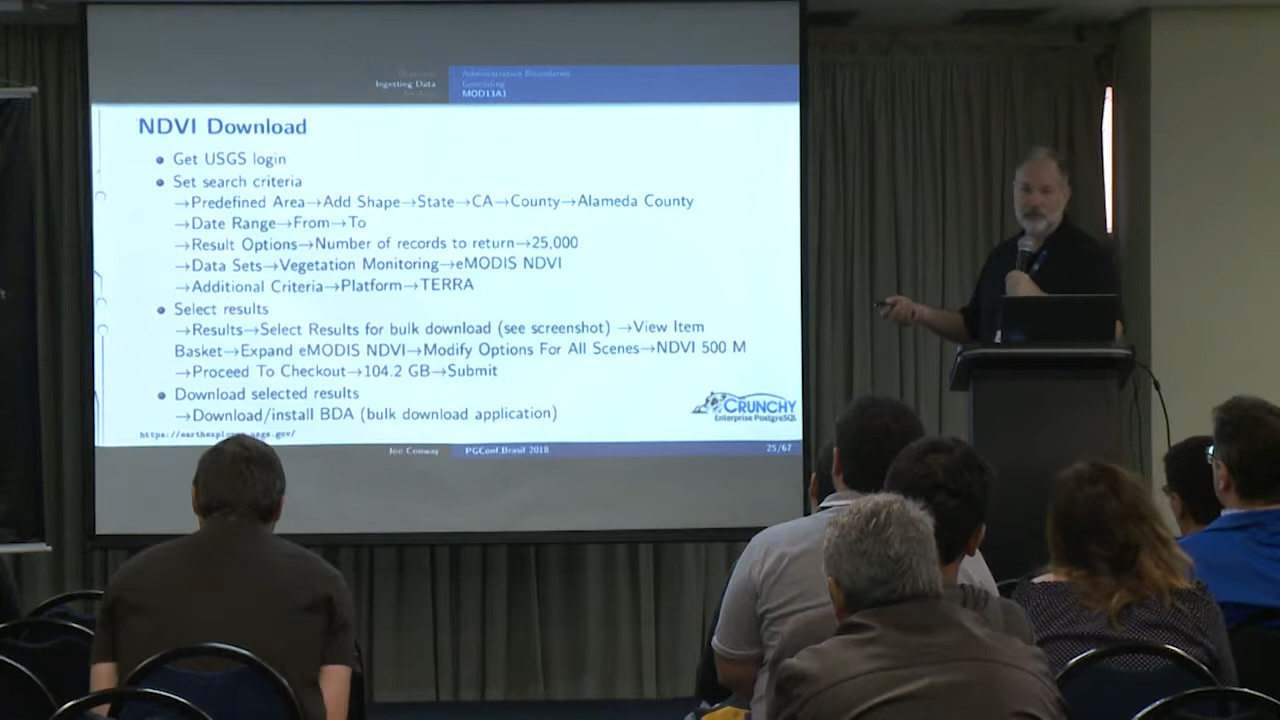 Overview
Ingesting Data
Analysis
Administrative Boundaries
Geocoding
MOD13A1
NDVI Download
• Get USGS login
• Set search criteria
→Predefined Area→Add Shape→State→CA→County→Alameda County
→Date Range→From→To
→Result Options→Number of records to return→25,000
→Data Sets→Vegetation Monitoring→eMODIS NDVI
→Additional Criteria→Platform→TERRA
• Select results
→Results→Select Results for bulk download (see screenshot) →View Item
Basket→Expand eMODIS NDVI→Modify Options For All Scenes→NDVI 500 M
→Proceed To Checkout→104.2 GB→Submit
• Download selected results
→Download/install BDA (bulk download application)
CRUNCHY
Enterprise PostgreSQL
https://earthexplorer.usgs.gov/
Joe Conway
PGConf.Brasil 2018
25/67